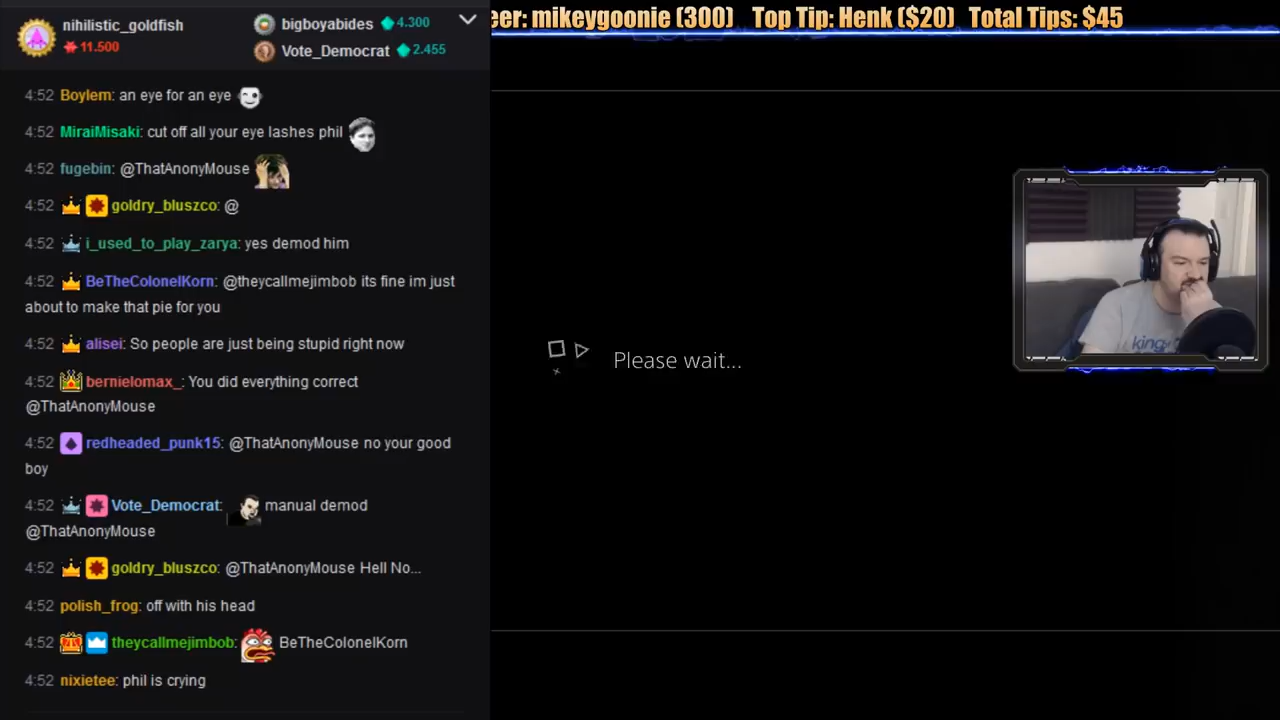 nihilistic_goldfish
11.500
bigboyabides 4.300
Vote_Democrat 2.455
eer: mikeygoonie (300) Top Tip: Henk ($20) Total Tips: $45
4:52 Boylem: an eye for an eye
4:52 MiraiMisaki: cut off all your eye lashes phil
4:52 fugebin: @ThatAnonyMouse
4:52 goldry_bluszco: @
4:52 i_used_to_play_zarya: yes demod him
4:52 BeTheColonelKorn: @theycallmejimbob its fine im just
about to make that pie for you
4:52 alisei: So people are just being stupid right now
4:52 bernielomax_: You did everything correct
@ThatAnonyMouse
4:52 redheaded_punk15: @ThatAnonyMouse no your good
boy
4:52 Vote_Democrat: manual demod
@ThatAnonyMouse
4:52 goldry_bluszco: @ThatAnonyMouse Hell No...
4:52 polish_frog: off with his head
4:52 theycallmejimbob: BeTheColonelKorn
4:52 nixietee: phil is crying
Please wait...